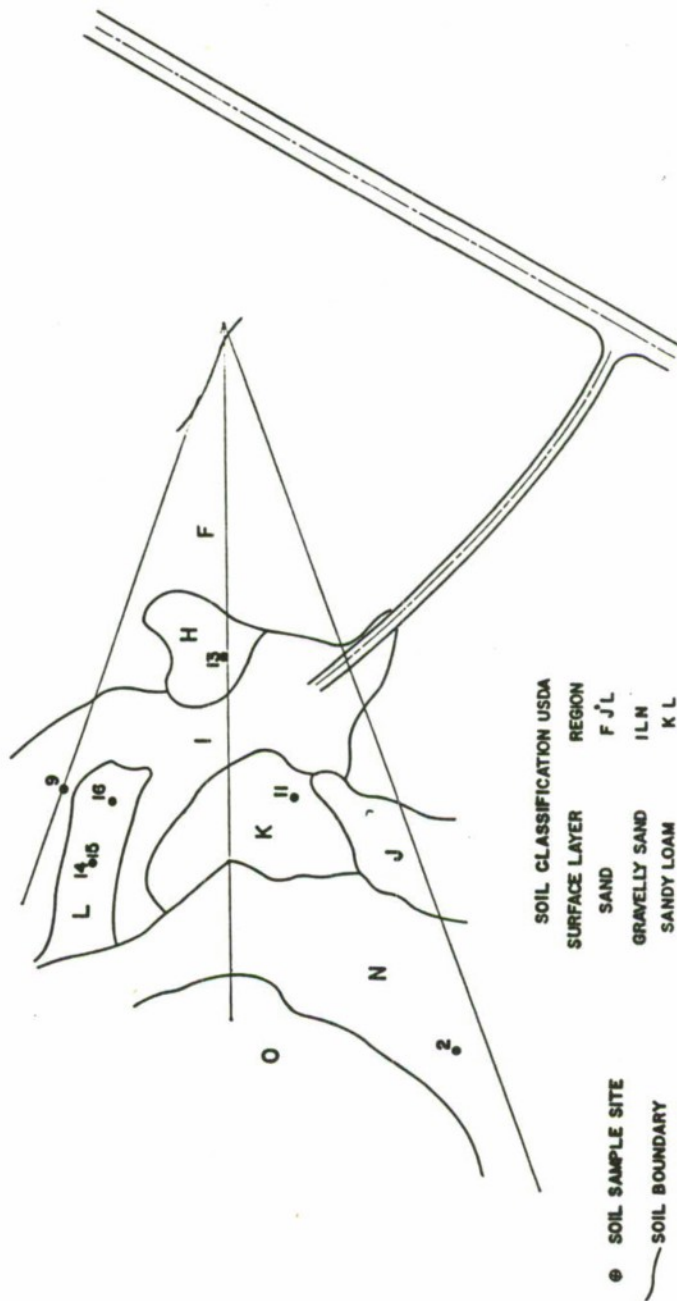 9
16
14
15
L
H
13
F
I
K
11
J
N
O
2
SOIL CLASSIFICATION USDA
SURFACE LAYER REGION
SAND F J L
GRAVELLY SAND I L N
SANDY LOAM K L
SOIL SAMPLE SITE
SOIL BOUNDARY